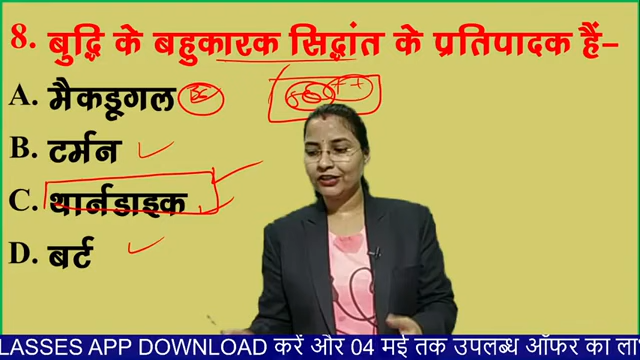 8. बुद्धि के बहुकारक सिद्धांत के प्रतिपादक हैं-
A. मैकडूगल
B. टर्मन
C. थार्नडाइक
D. बर्ट
LASSES APP DOWNLOAD करें ओर 04 मई तक उपलब्ध ऑफर का ला